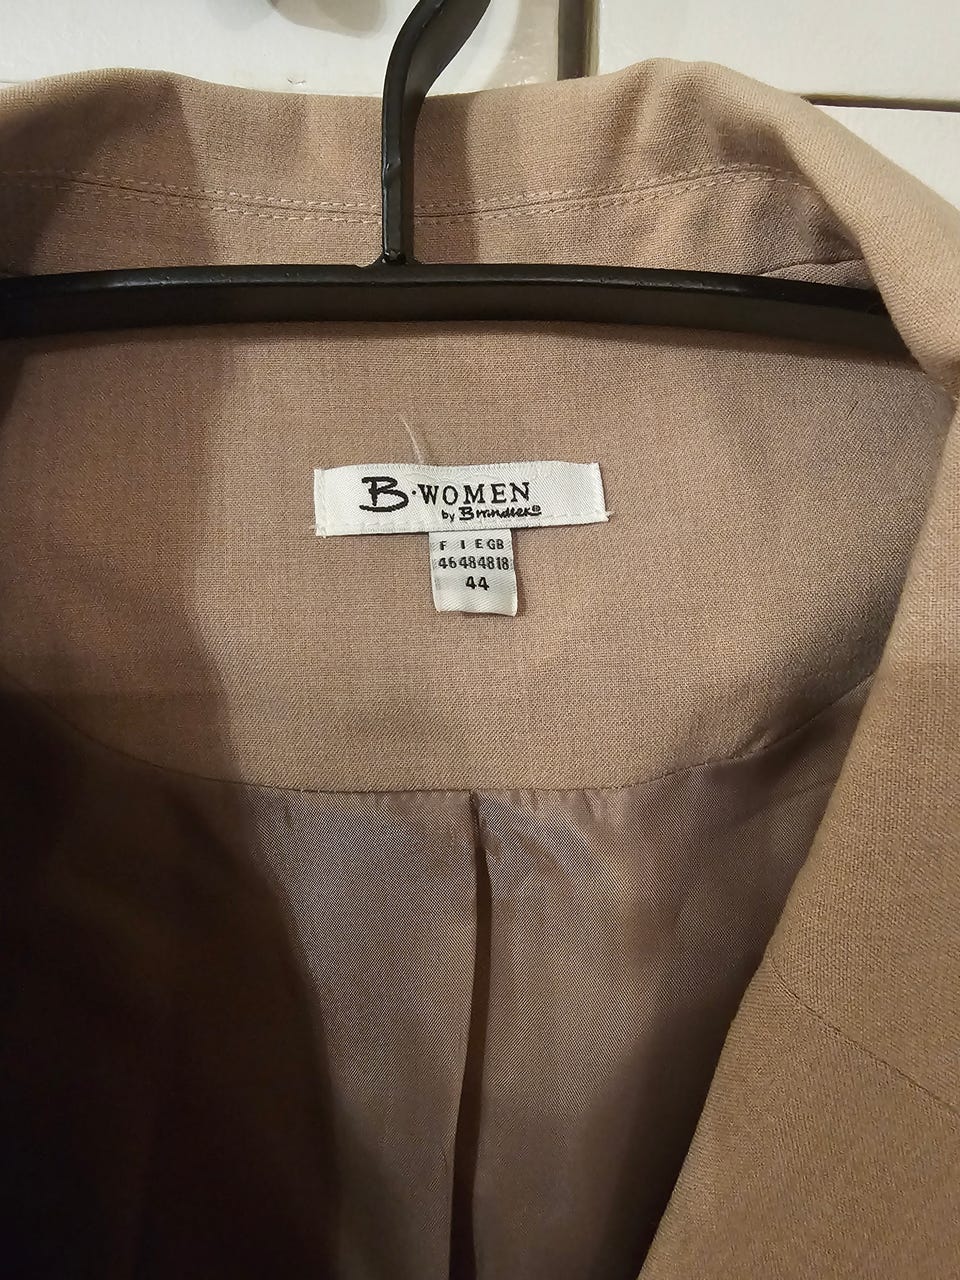 B·WOMEN
by Brandtex®
F I E GB
46 48 48 18
44